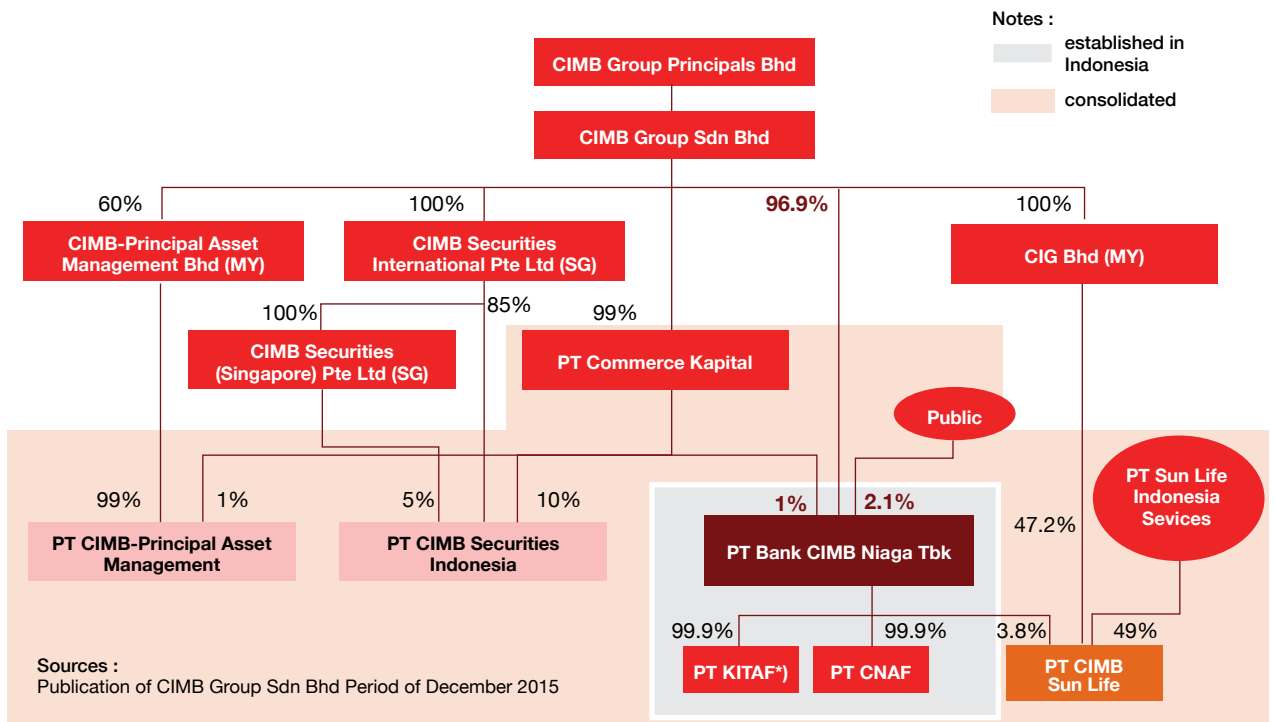 Notes :
established in
Indonesia
consolidated
CIMB Group Principals Bhd
CIMB Group Sdn Bhd
60%
100%
96.9%
100%
CIMB-Principal Asset
Management Bhd (MY)
CIMB Securities
International Pte Ltd (SG)
CIG Bhd (MY)
100%
85%
99%
CIMB Securities
(Singapore) Pte Ltd (SG)
PT Commerce Kapital
Public
PT Sun Life
Indonesia
Sevices
99%
1%
5%
10%
1%
2.1%
47.2%
PT CIMB-Principal Asset
Management
PT CIMB Securities
Indonesia
PT Bank CIMB Niaga Tbk
99.9%
99.9%
3.8%
49%
PT KITAF*)
PT CNAF
PT CIMB
Sun Life
Sources :
Publication of CIMB Group Sdn Bhd Period of December 2015